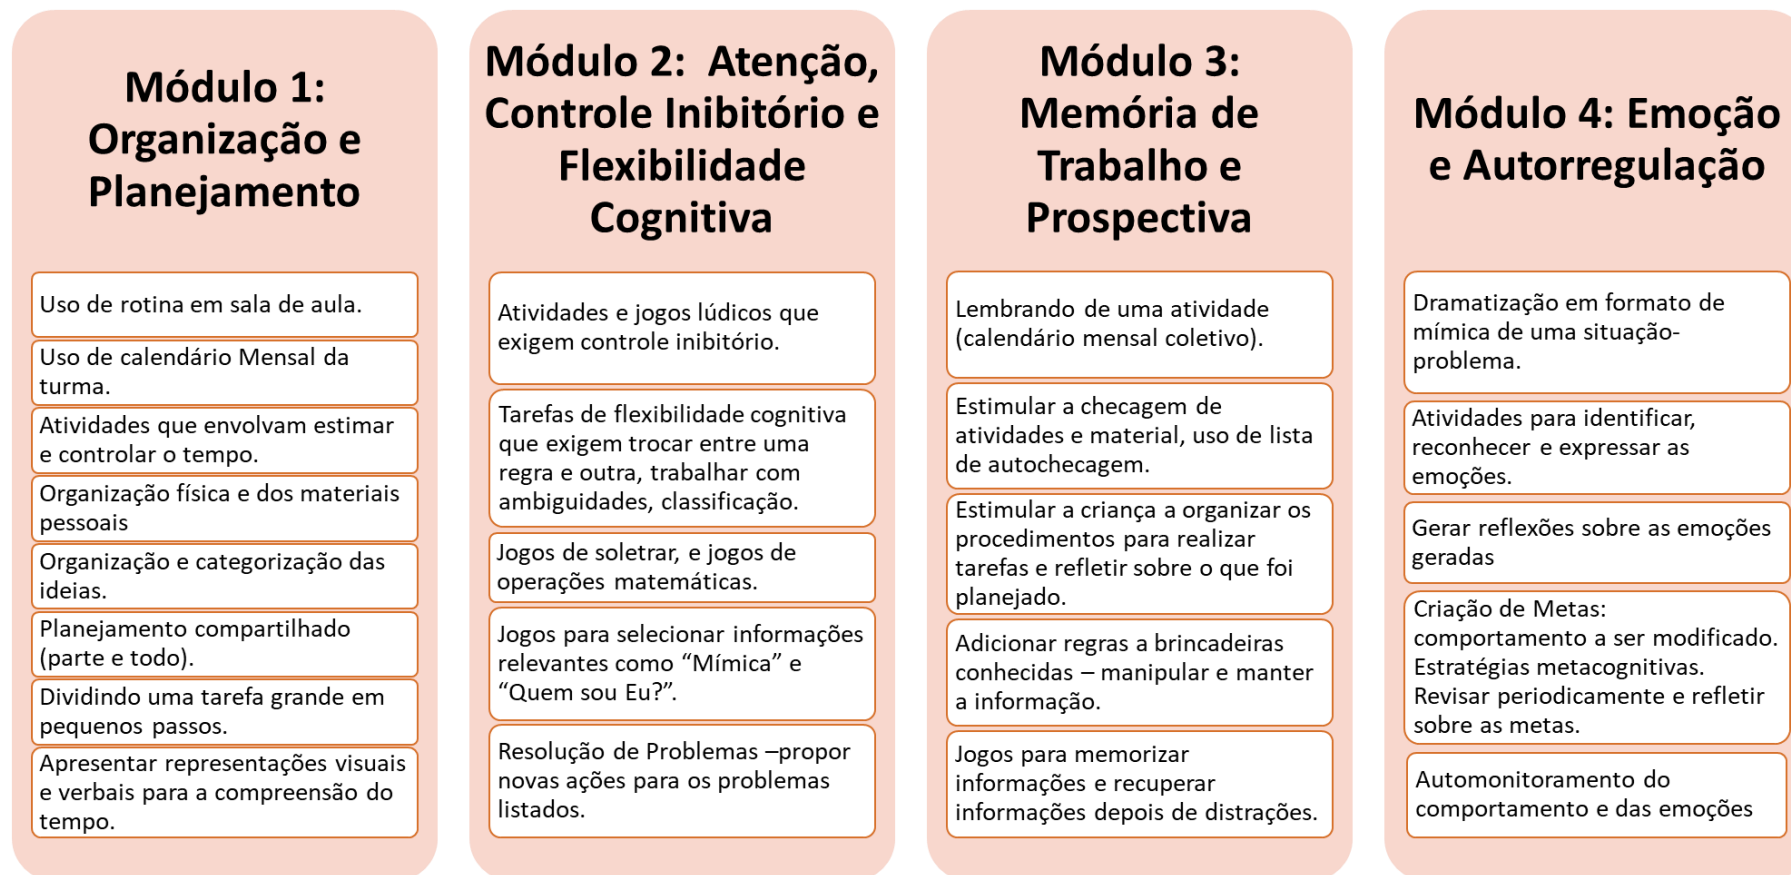 Módulo 1:
Organização e
Planejamento
Uso de rotina em sala de aula.
Uso de calendário Mensal da
turma.
Atividades que envolvam estimar
e controlar o tempo.
Organização física e dos materiais
pessoais
Organização e categorização das
ideias.
Planejamento compartilhado
(parte e todo).
Dividindo uma tarefa grande em
pequenos passos.
Apresentar representações visuais
e verbais para a compreensão do
tempo.
Módulo 2: Atenção,
Controle Inibitório e
Flexibilidade
Cognitiva
Atividades e jogos lúdicos que
exigem controle inibitório.
Tarefas de flexibilidade cognitiva
que exigem trocar entre uma
regra e outra, trabalhar com
ambiguidades, classificação.
Jogos de soletrar, e jogos de
operações matemáticas.
Jogos para selecionar informações
relevantes como “Mímica” e
“Quem sou Eu?”.
Resolução de Problemas –propor
novas ações para os problemas
listados.
Módulo 3:
Memória de
Trabalho e
Prospectiva
Lembrando de uma atividade
(calendário mensal coletivo).
Estimular a checagem de
atividades e material, uso de lista
de autochecagem.
Estimular a criança a organizar os
procedimentos para realizar
tarefas e refletir sobre o que foi
planejado.
Adicionar regras a brincadeiras
conhecidas – manipular e manter
a informação.
Jogos para memorizar
informações e recuperar
informações depois de distrações.
Módulo 4: Emoção
e Autorregulação
Dramatização em formato de
mímica de uma situação-
problema.
Atividades para identificar,
reconhecer e expressar as
emoções.
Gerar reflexões sobre as emoções
geradas
Criação de Metas:
comportamento a ser modificado.
Estratégias metacognitivas.
Revisar periodicamente e refletir
sobre as metas.
Automonitoramento do
comportamento e das emoções